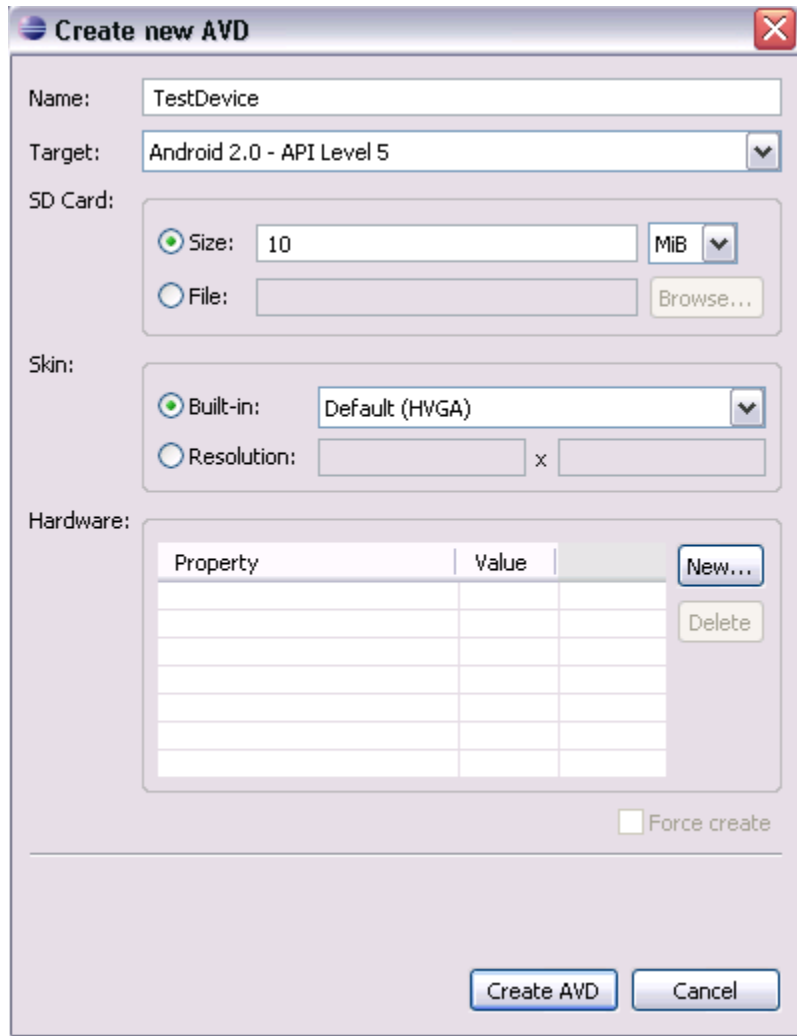 Create new AVD
Name: TestDevice
Target: Android 2.0 - API Level 5
SD Card:
Size: 10 MiB
File: Browse...
Skin:
Built-in: Default (HVGA)
Resolution: x
Hardware:
Property Value New...
Delete
Force create
Create AVD Cancel